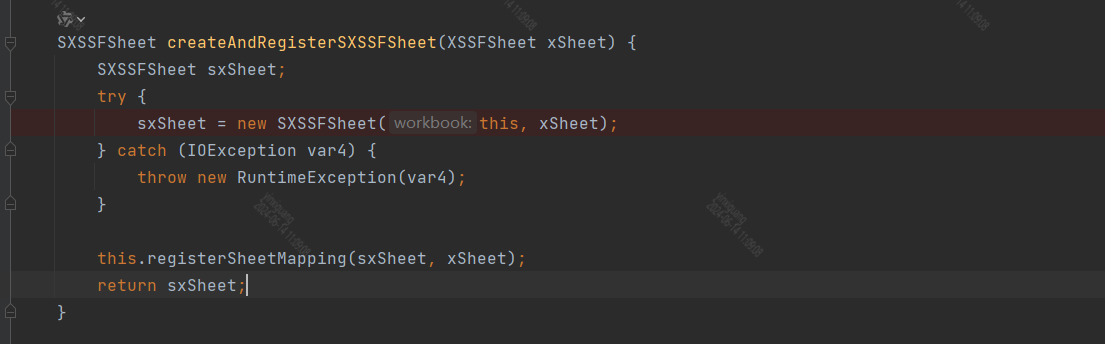 SXSSFSheet createAndRegisterSXSSFSheet(XSSFSheet xSheet) {
SXSSFSheet sxSheet;
try {
sxSheet = new SXSSFSheet( workbook: this, xSheet);
} catch (IOException var4) {
throw new RuntimeException(var4);
}
this.registerSheetMapping(sxSheet, xSheet);
return sxSheet;
}